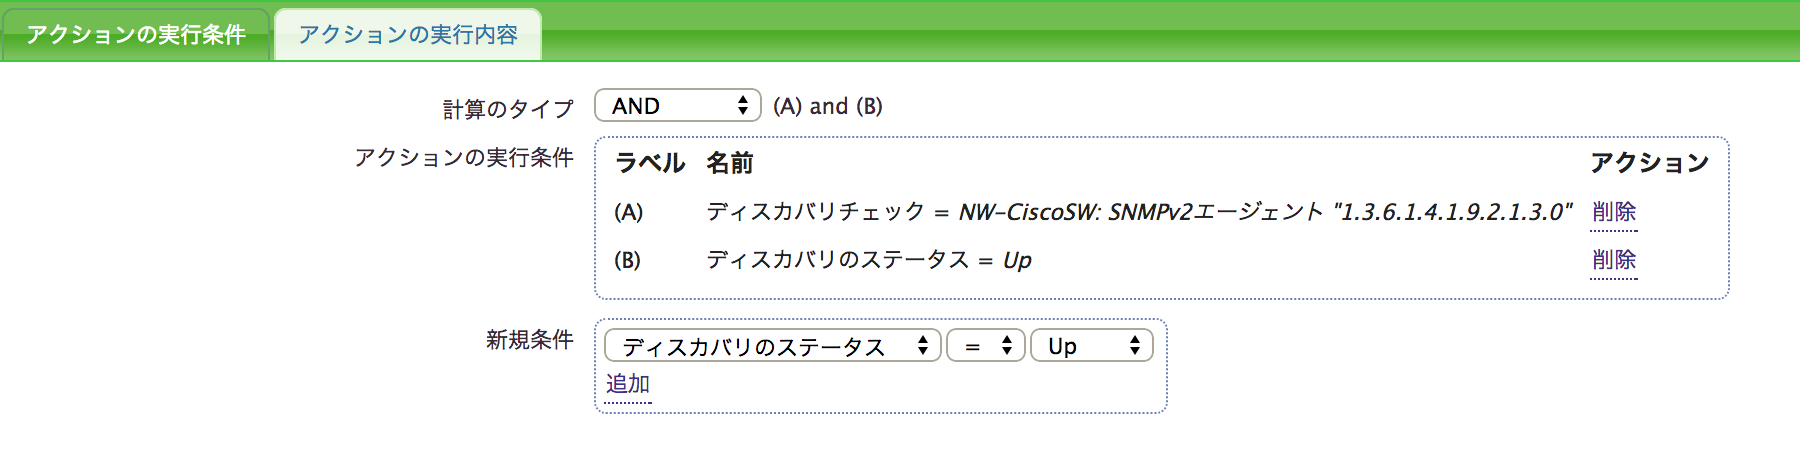 アクションの実行条件 アクションの実行内容
計算のタイプ AND (A) and (B)
アクションの実行条件
ラベル 名前 アクション
(A) ディスカバリチェック = NW-CiscoSW: SNMPv2エージェント "1.3.6.1.4.1.9.2.1.3.0" 削除
(B) ディスカバリのステータス = Up 削除
新規条件 ディスカバリのステータス = Up
追加